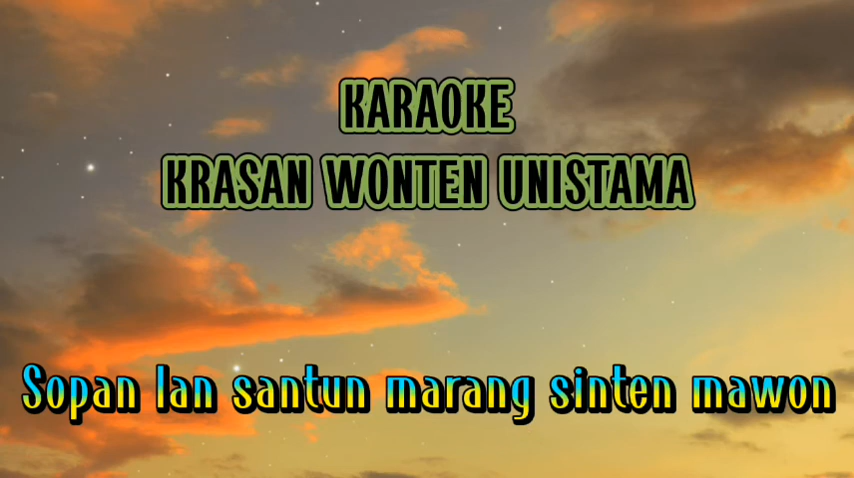 KARAOKE
KRASAN WONTEN UNISTAMA
Sopan lan santun marang sinten mawon